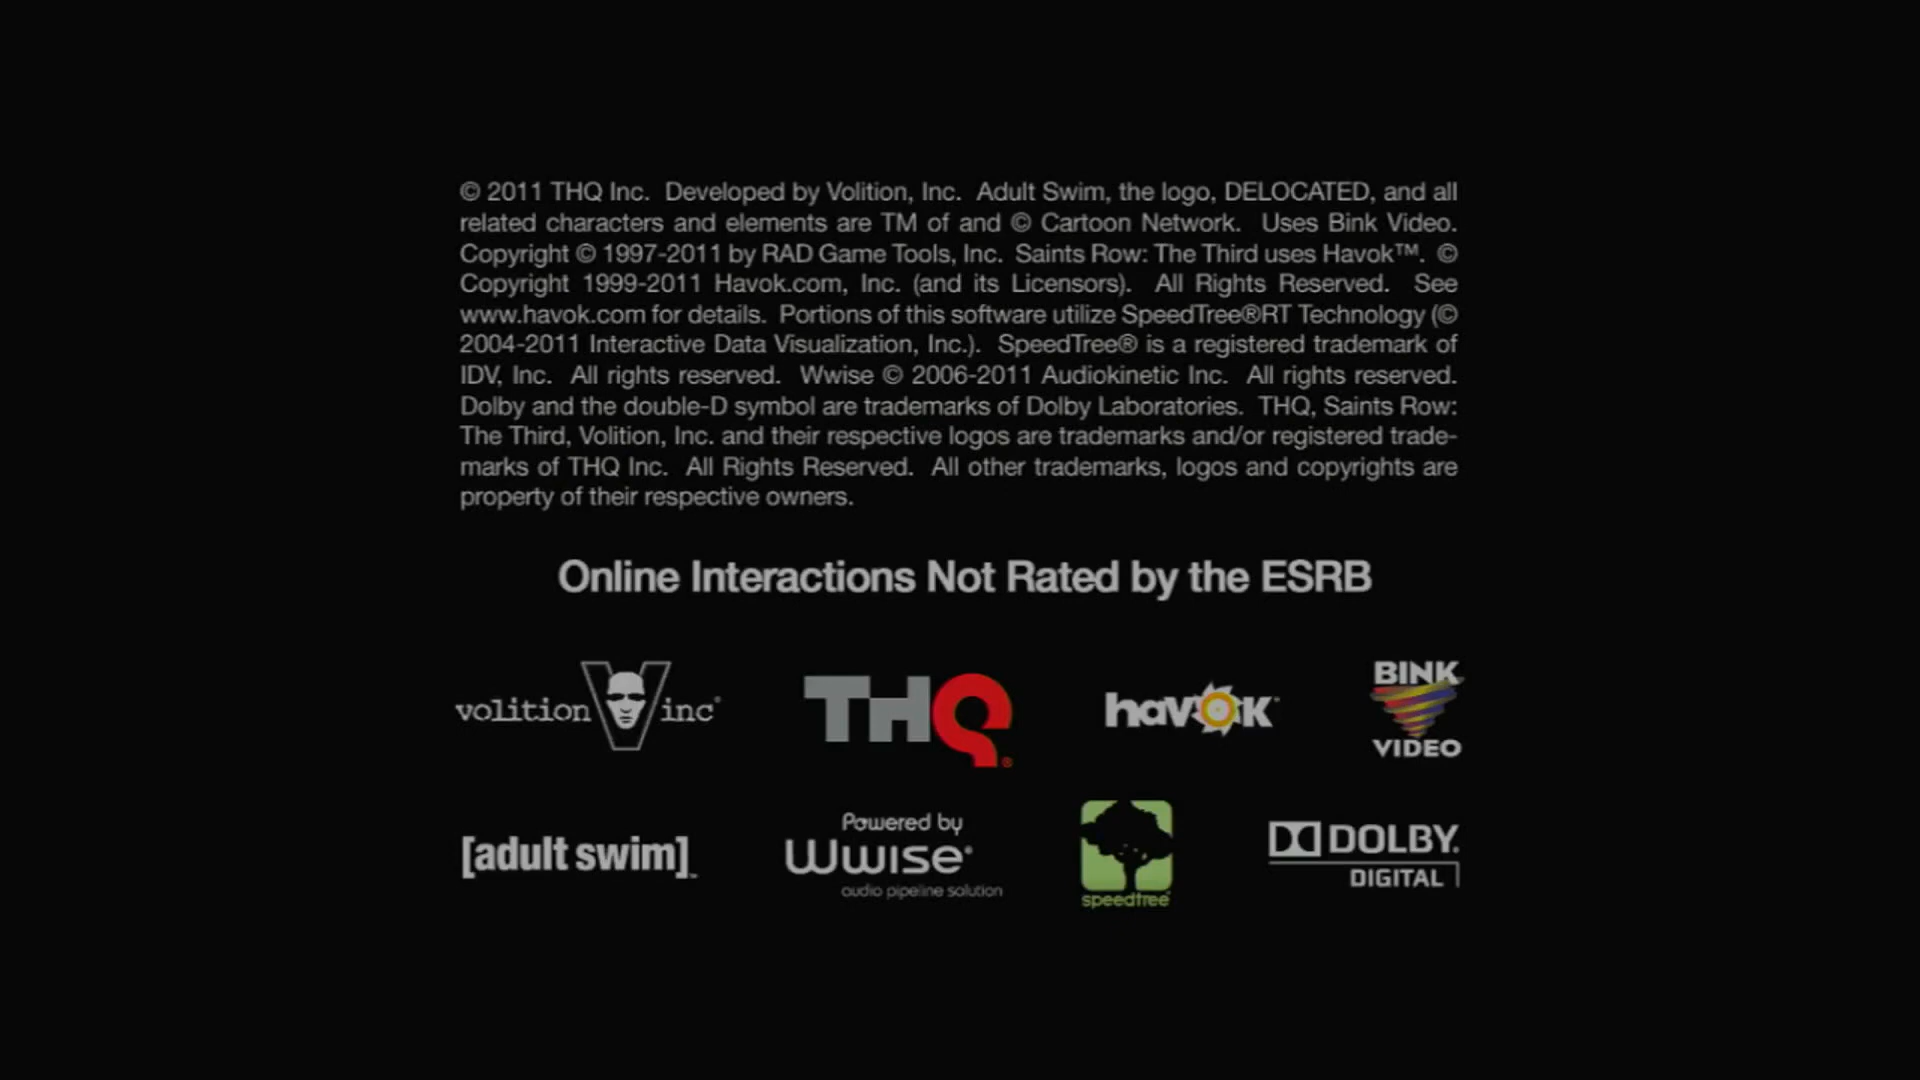 © 2011 THQ Inc.  Developed by Volition, Inc.  Adult Swim, the logo, DELOCATED, and all
related characters and elements are TM of and © Cartoon Network.  Uses Bink Video.
Copyright © 1997-2011 by RAD Game Tools, Inc.  Saints Row: The Third uses Havok™.  ©
Copyright 1999-2011 Havok.com, Inc. (and its Licensors).  All Rights Reserved.  See
www.havok.com for details.  Portions of this software utilize SpeedTree®RT Technology (©
2004-2011 Interactive Data Visualization, Inc.).  SpeedTree® is a registered trademark of
IDV, Inc.  All rights reserved.  Wwise © 2006-2011 Audiokinetic Inc.  All rights reserved.
Dolby and the double-D symbol are trademarks of Dolby Laboratories.  THQ, Saints Row:
The Third, Volition, Inc. and their respective logos are trademarks and/or registered trade-
marks of THQ Inc.  All Rights Reserved.  All other trademarks, logos and copyrights are
property of their respective owners.
Online Interactions Not Rated by the ESRB
volition V inc®
THQ®
havok™
BINK
VIDEO
[adult swim]™
Powered by
Wwise®
audio pipeline solution
speedtree®
DOLBY®
DIGITAL